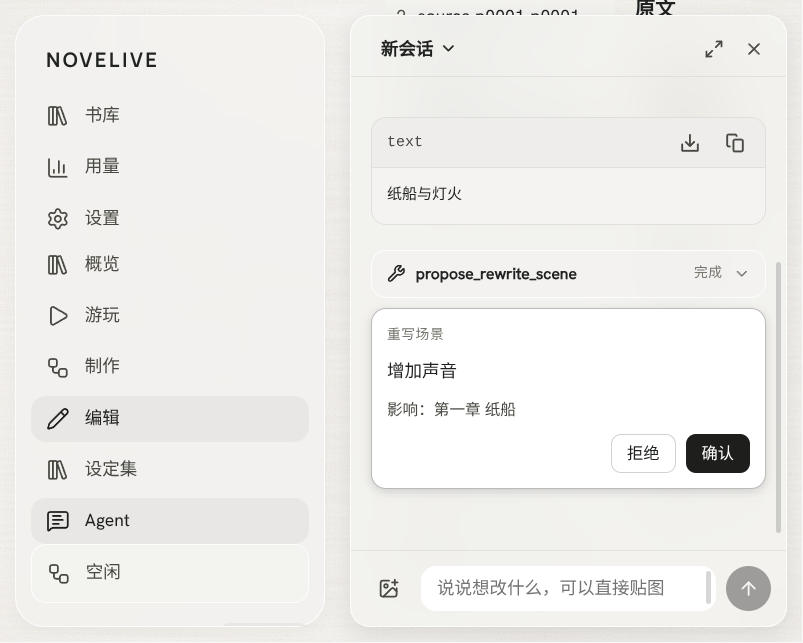 NOVELIVE
书库
用量
设置
概览
游玩
制作
编辑
设定集
Agent
空闲
原文
新会话
text
纸船与灯火
propose_rewrite_scene
完成
重写场景
增加声音
影响：第一章 纸船
拒绝
确认
说说想改什么，可以直接贴图